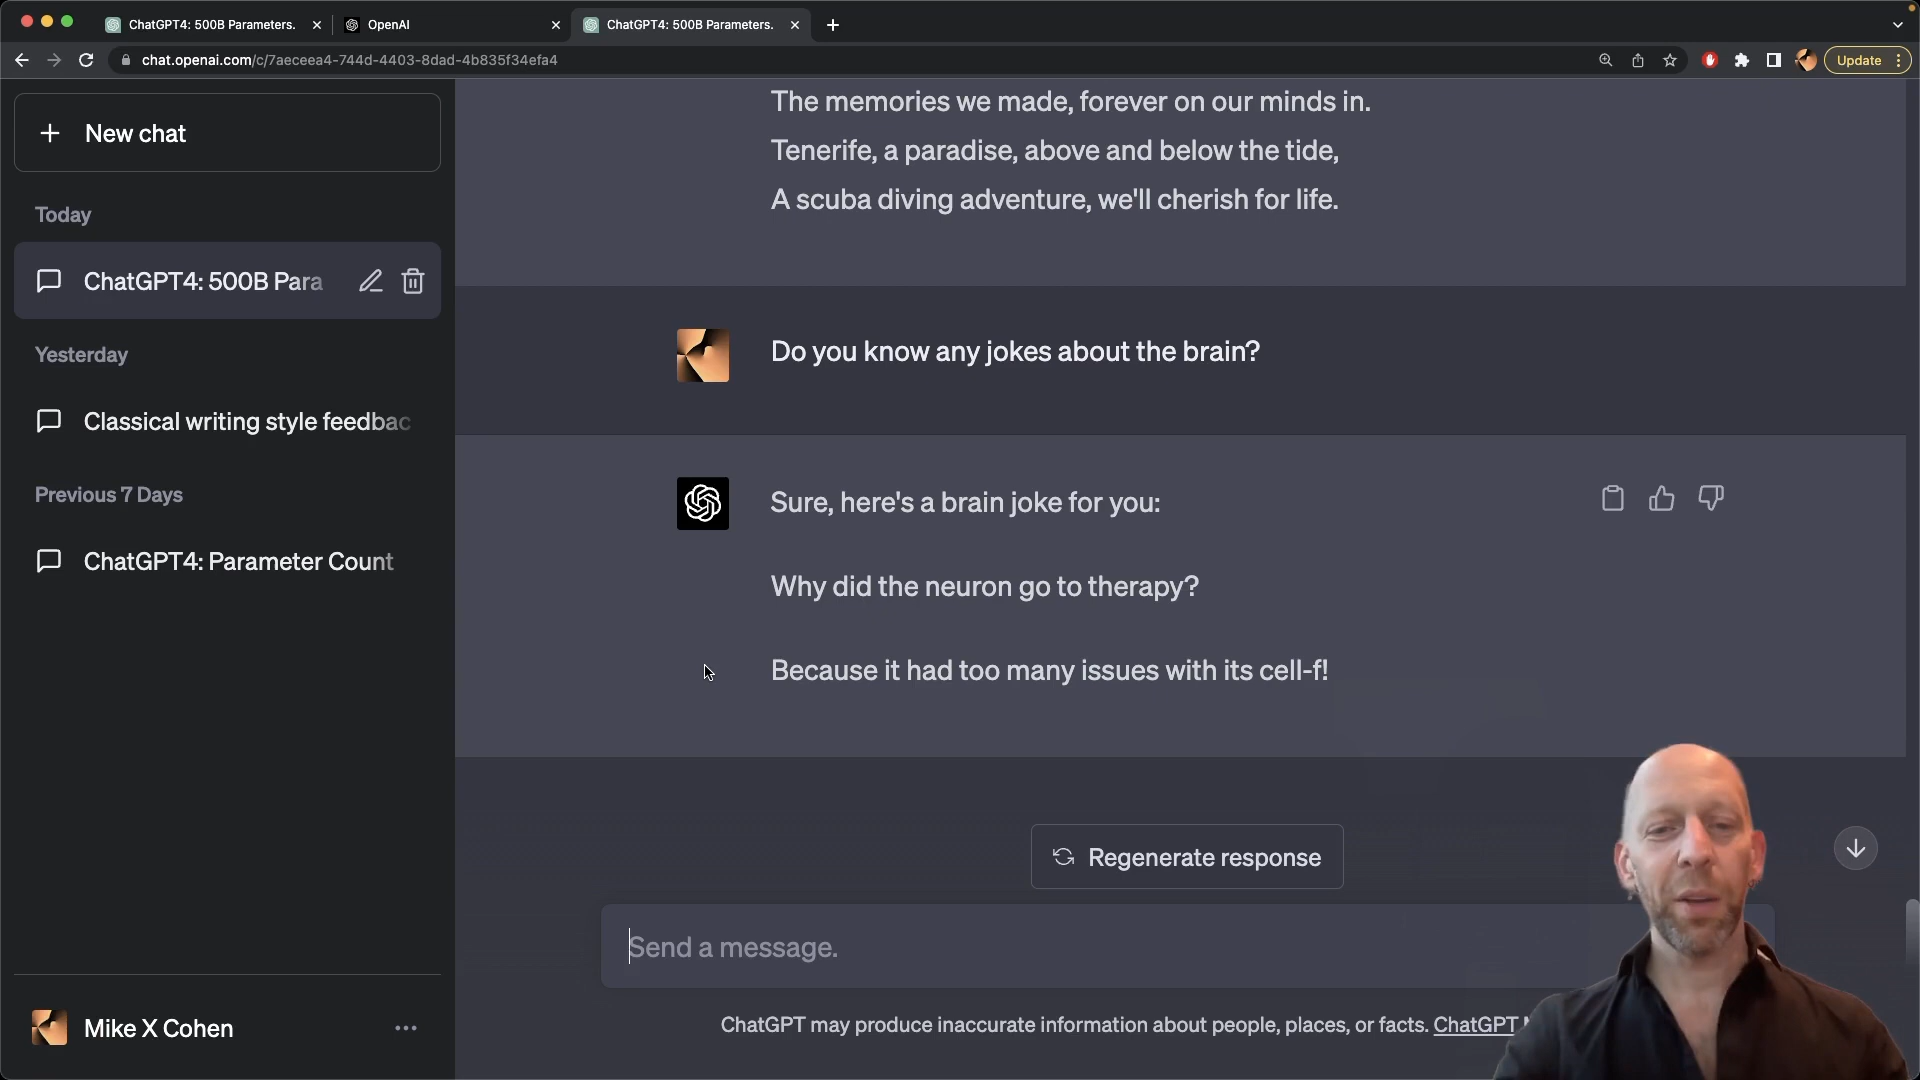 ChatGPT4: 500B Parameters.
OpenAI
ChatGPT4: 500B Parameters.
chat.openai.com/c/7aeceea4-744d-4403-8dad-4b835f34efa4
Update
New chat
Today
ChatGPT4: 500B Para
Yesterday
Classical writing style feedbac
Previous 7 Days
ChatGPT4: Parameter Count
Mike X Cohen
The memories we made, forever on our minds in.
Tenerife, a paradise, above and below the tide,
A scuba diving adventure, we'll cherish for life.
Do you know any jokes about the brain?
Sure, here's a brain joke for you:
Why did the neuron go to therapy?
Because it had too many issues with its cell-f!
Regenerate response
Send a message.
ChatGPT may produce inaccurate information about people, places, or facts. ChatGPT